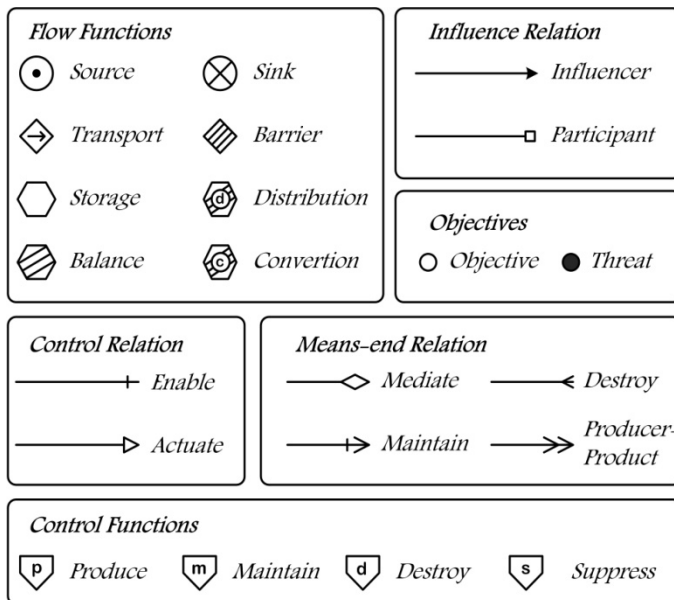 Flow Functions
Source
Sink
Transport
Barrier
Storage
d
Distribution
Balance
c
Convertion
Influence Relation
Influencer
Participant
Objectives
Objective
Threat
Control Relation
Enable
Actuate
Means-end Relation
Mediate
Destroy
Maintain
Producer-
Product
Control Functions
p
Produce
m
Maintain
d
Destroy
s
Suppress